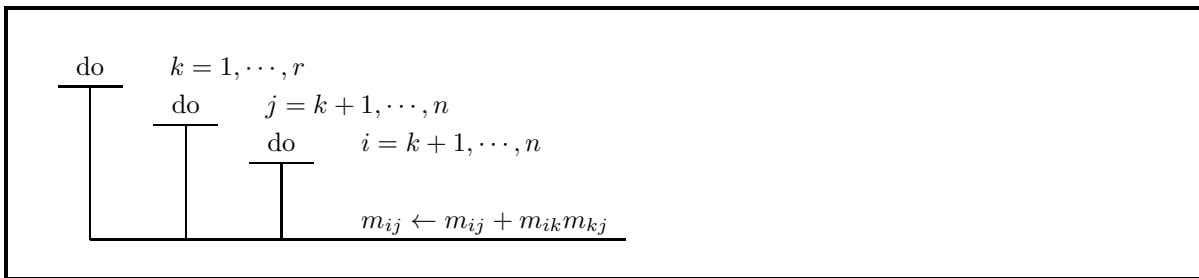 do k = 1, ⋯, r
do j = k + 1, ⋯, n
do i = k + 1, ⋯, n
m_{ij} ← m_{ij} + m_{ik}m_{kj}